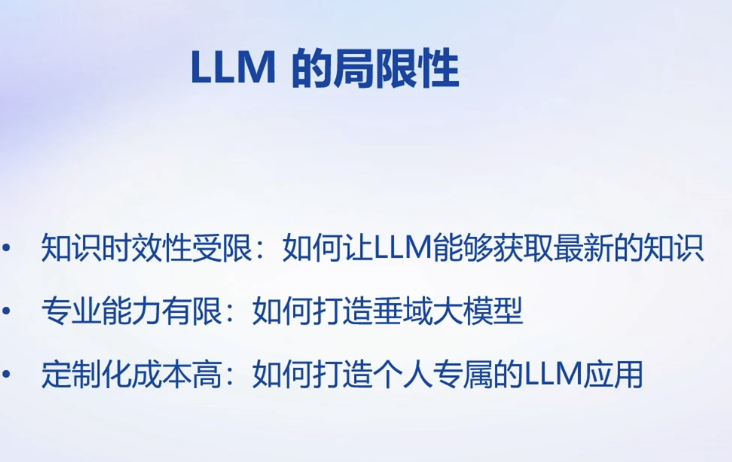 LLM 的局限性
• 知识时效性受限：如何让LLM能够获取最新的知识
• 专业能力有限：如何打造垂域大模型
• 定制化成本高：如何打造个人专属的LLM应用